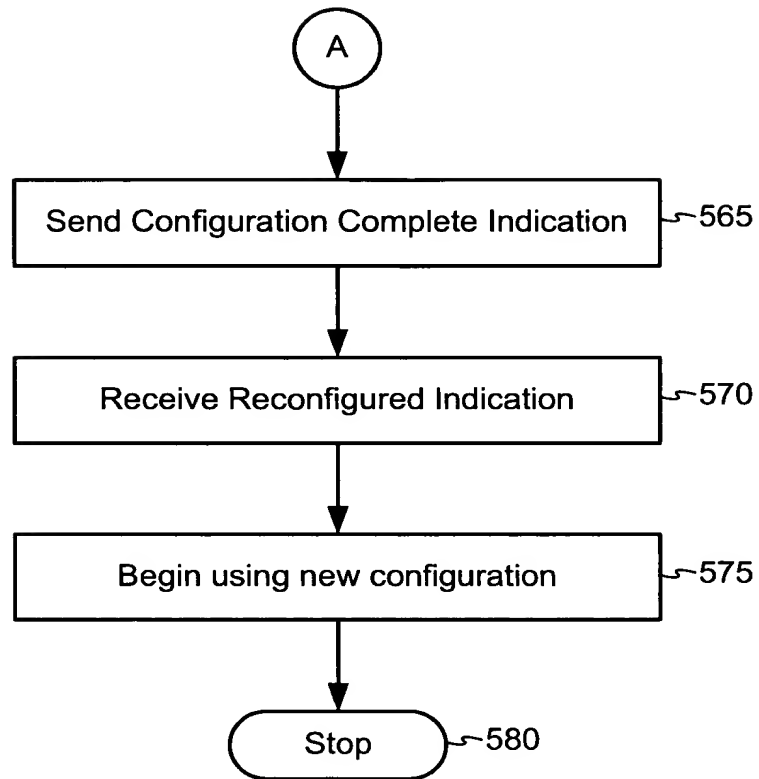 A
Send Configuration Complete Indication
565
Receive Reconfigured Indication
570
Begin using new configuration
575
Stop
580